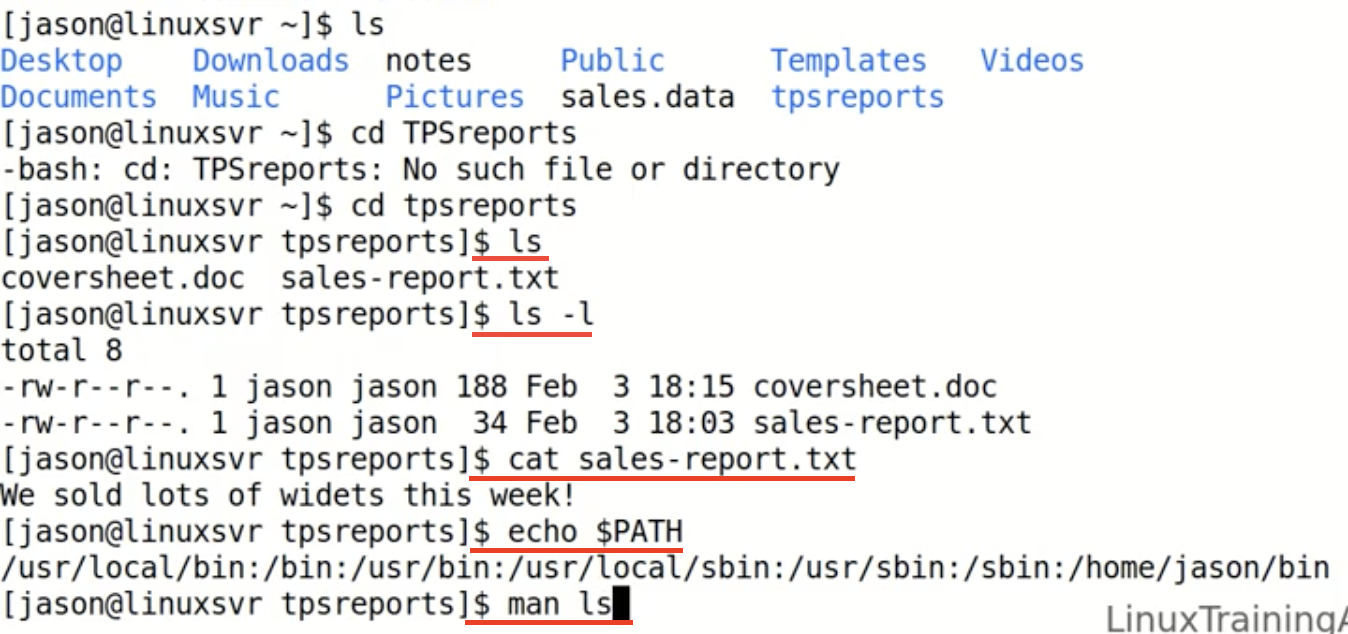 [jason@linuxsvr ~]$ ls
Desktop    Downloads  notes     Public      Templates   Videos
Documents  Music      Pictures  sales.data  tpsreports
[jason@linuxsvr ~]$ cd TPSreports
-bash: cd: TPSreports: No such file or directory
[jason@linuxsvr ~]$ cd tpsreports
[jason@linuxsvr tpsreports]$ ls
coversheet.doc  sales-report.txt
[jason@linuxsvr tpsreports]$ ls -l
total 8
-rw-r--r--. 1 jason jason 188 Feb  3 18:15 coversheet.doc
-rw-r--r--. 1 jason jason  34 Feb  3 18:03 sales-report.txt
[jason@linuxsvr tpsreports]$ cat sales-report.txt
We sold lots of widets this week!
[jason@linuxsvr tpsreports]$ echo $PATH
/usr/local/bin:/bin:/usr/bin:/usr/local/sbin:/usr/sbin:/sbin:/home/jason/bin
[jason@linuxsvr tpsreports]$ man ls
LinuxTrainingA